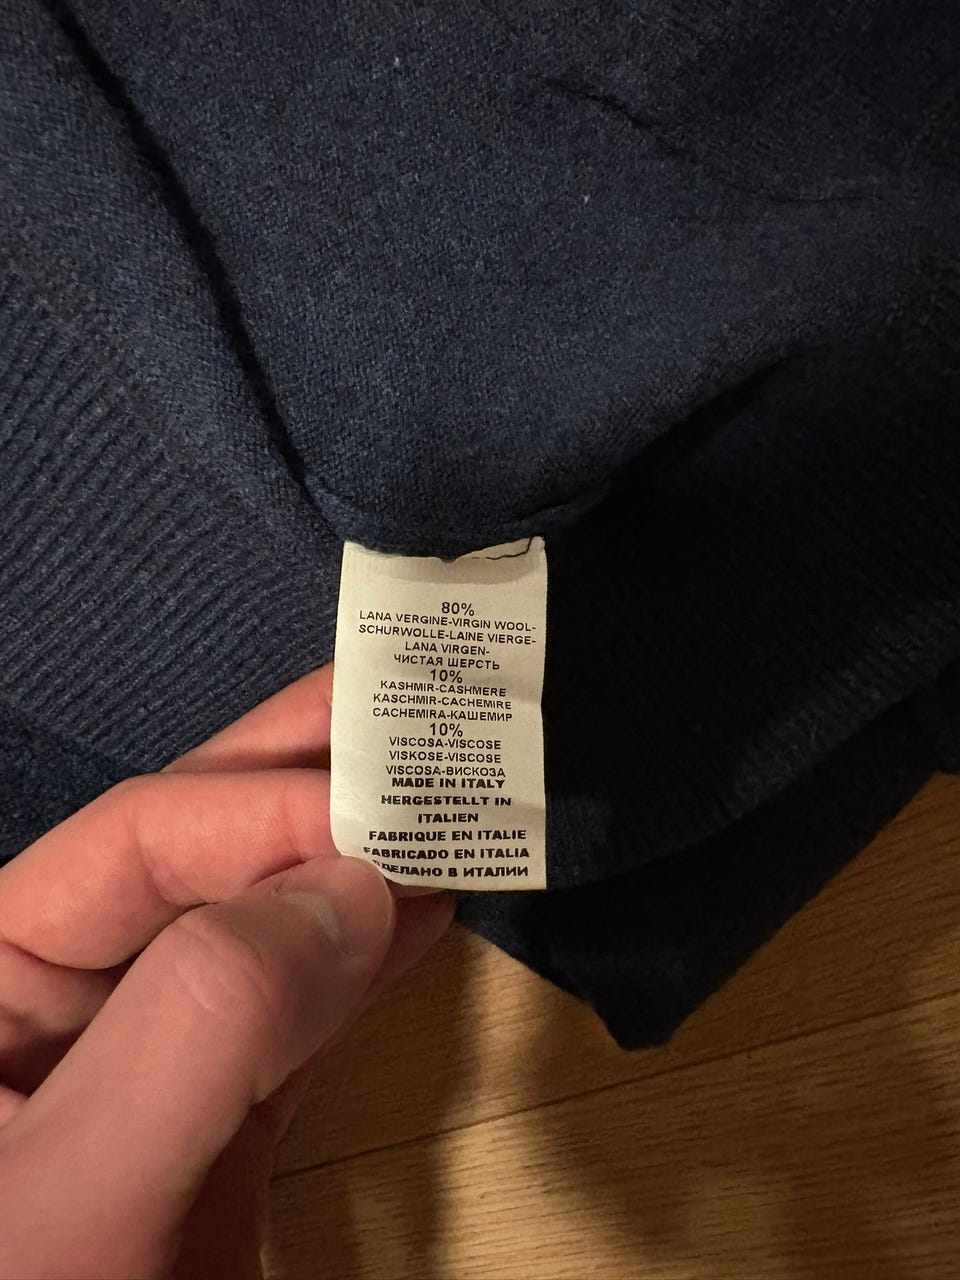 80%
LANA VERGINE-VIRGIN WOOL-
SCHURWOLLE-LAINE VIERGE-
LANA VIRGEN-
ЧИСТАЯ ШЕРСТЬ
10%
KASHMIR-CASHMERE
KASCHMIR-CACHEMIRE
CACHEMIRA-КАШЕМИР
10%
VISCOSA-VISCOSE
VISKOSE-VISCOSE
VISCOSA-ВИСКОЗА
MADE IN ITALY
HERGESTELLT IN
ITALIEN
FABRIQUE EN ITALIE
FABRICADO EN ITALIA
СДЕЛАНО В ИТАЛИИ